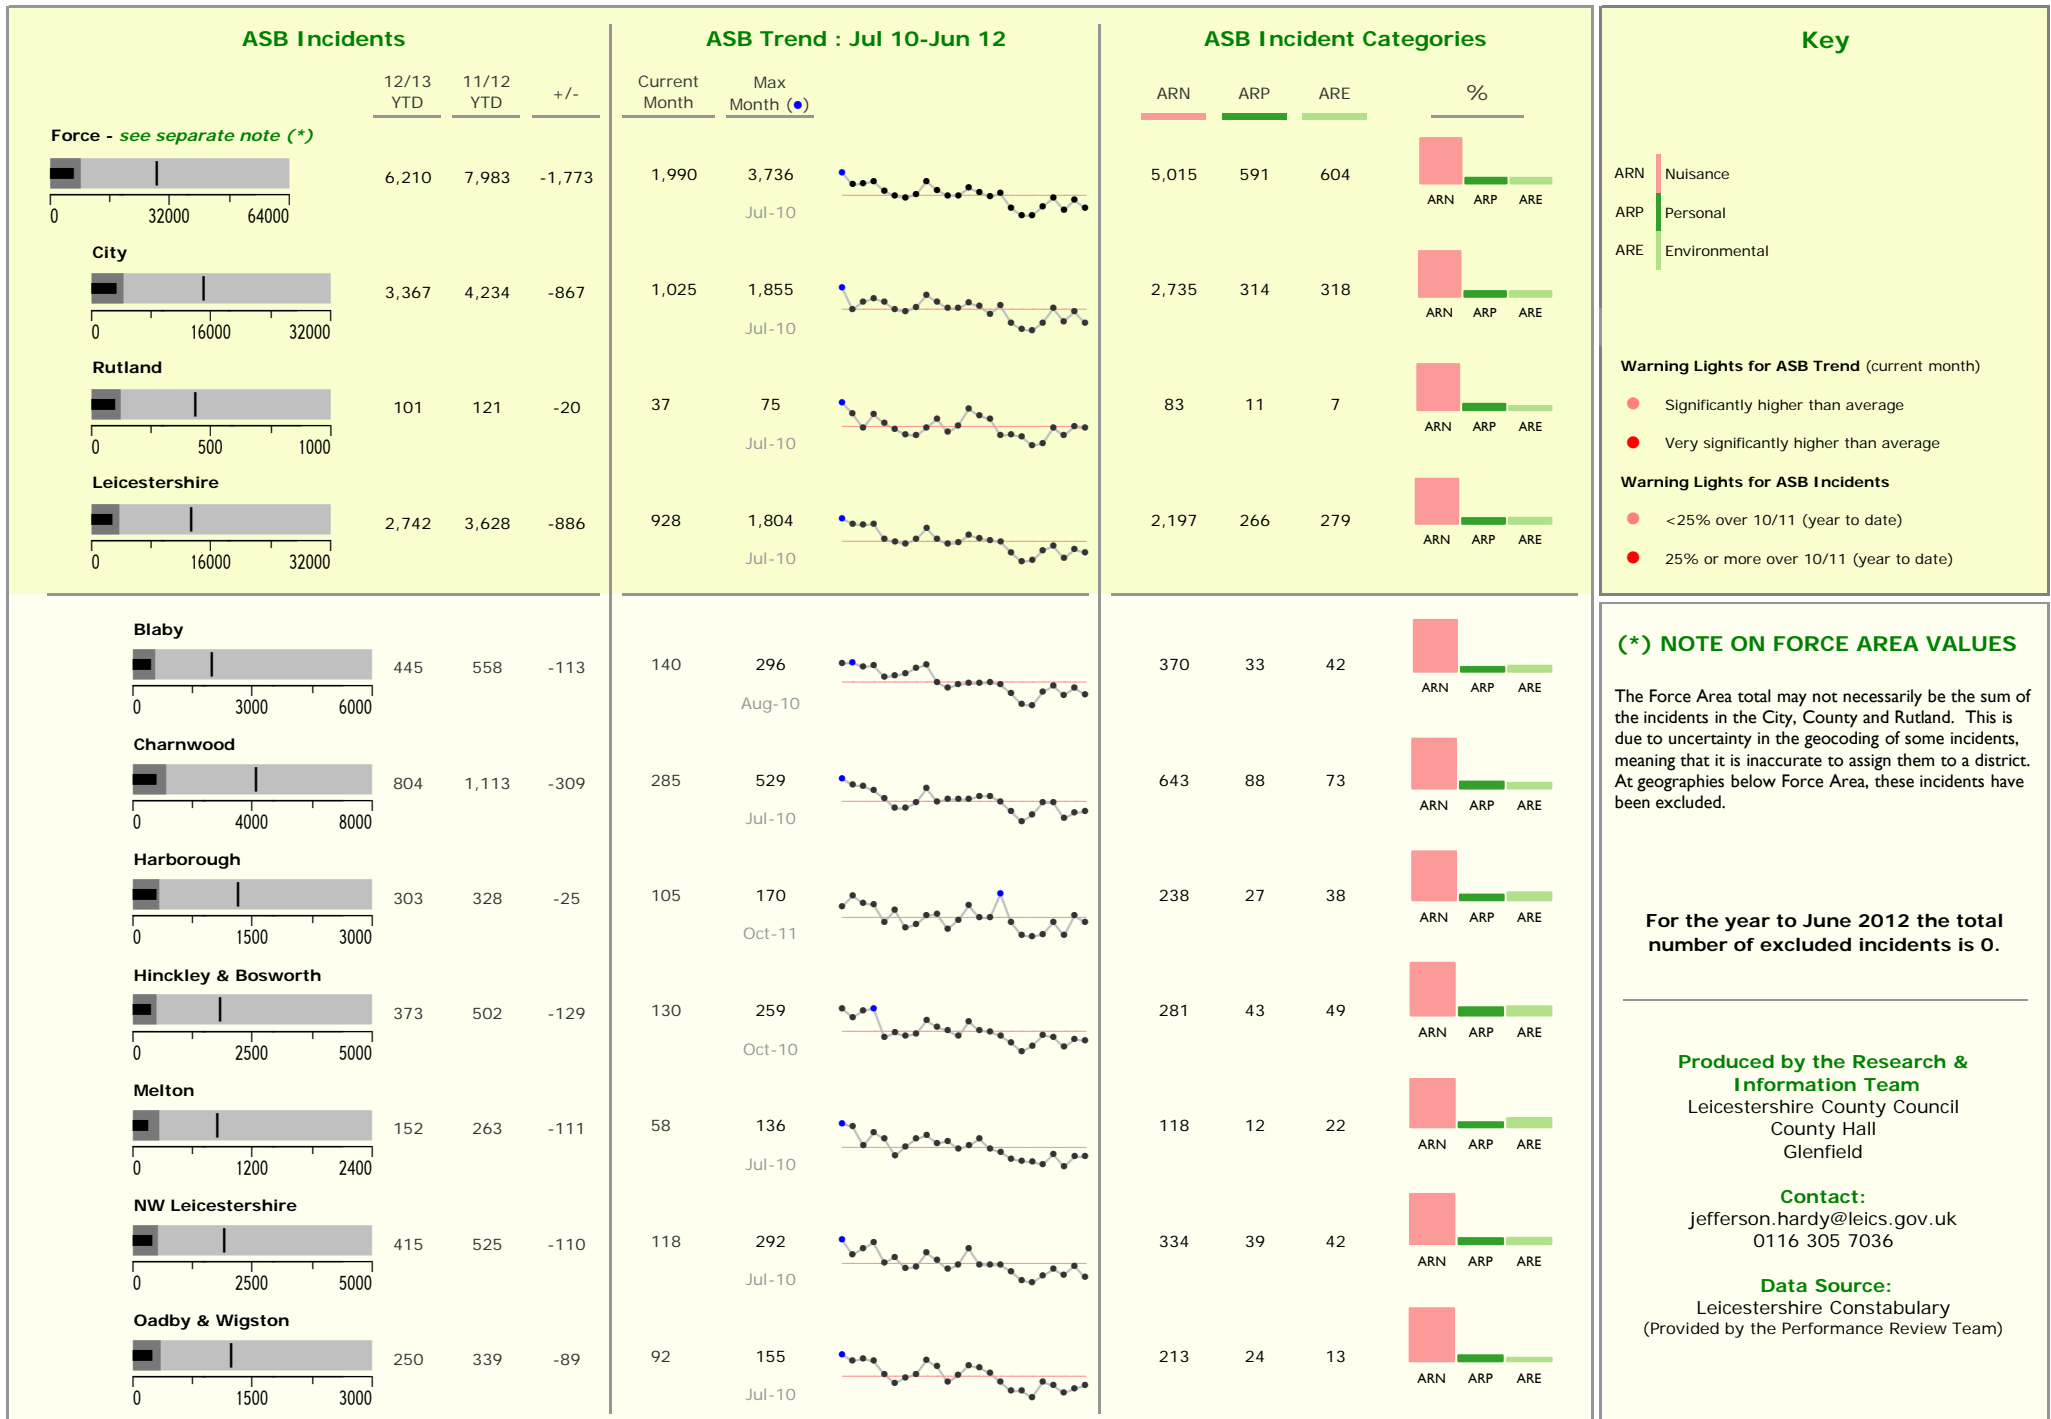 ASB Incidents
ASB Trend : Jul 10-Jun 12
ASB Incident Categories
Key
12/13 YTD
11/12 YTD
+/-
Current Month
Max Month (●)
ARN
ARP
ARE
%
Force - see separate note (*)
6,210 7,983 -1,773 1,990 3,736 5,015 591 604
Jul-10
ARN ARP ARE
0 32000 64000
City
3,367 4,234 -867 1,025 1,855 2,735 314 318
Jul-10
ARN ARP ARE
0 16000 32000
Rutland
101 121 -20 37 75 83 11 7
Jul-10
ARN ARP ARE
0 500 1000
Leicestershire
2,742 3,628 -886 928 1,804 2,197 266 279
Jul-10
ARN ARP ARE
0 16000 32000
Blaby
445 558 -113 140 296 370 33 42
Aug-10
ARN ARP ARE
0 3000 6000
Charnwood
804 1,113 -309 285 529 643 88 73
Jul-10
ARN ARP ARE
0 4000 8000
Harborough
303 328 -25 105 170 238 27 38
Oct-11
ARN ARP ARE
0 1500 3000
Hinckley & Bosworth
373 502 -129 130 259 281 43 49
Oct-10
ARN ARP ARE
0 2500 5000
Melton
152 263 -111 58 136 118 12 22
Jul-10
ARN ARP ARE
0 1200 2400
NW Leicestershire
415 525 -110 118 292 334 39 42
Jul-10
ARN ARP ARE
0 2500 5000
Oadby & Wigston
250 339 -89 92 155 213 24 13
Jul-10
ARN ARP ARE
0 1500 3000
ARN Nuisance
ARP Personal
ARE Environmental
Warning Lights for ASB Trend (current month)
Significantly higher than average
Very significantly higher than average
Warning Lights for ASB Incidents
<25% over 10/11 (year to date)
25% or more over 10/11 (year to date)
(*) NOTE ON FORCE AREA VALUES
The Force Area total may not necessarily be the sum of
the incidents in the City, County and Rutland. This is
due to uncertainty in the geocoding of some incidents,
meaning that it is inaccurate to assign them to a district.
At geographies below Force Area, these incidents have
been excluded.
For the year to June 2012 the total
number of excluded incidents is 0.
Produced by the Research &
Information Team
Leicestershire County Council
County Hall
Glenfield
Contact:
jefferson.hardy@leics.gov.uk
0116 305 7036
Data Source:
Leicestershire Constabulary
(Provided by the Performance Review Team)